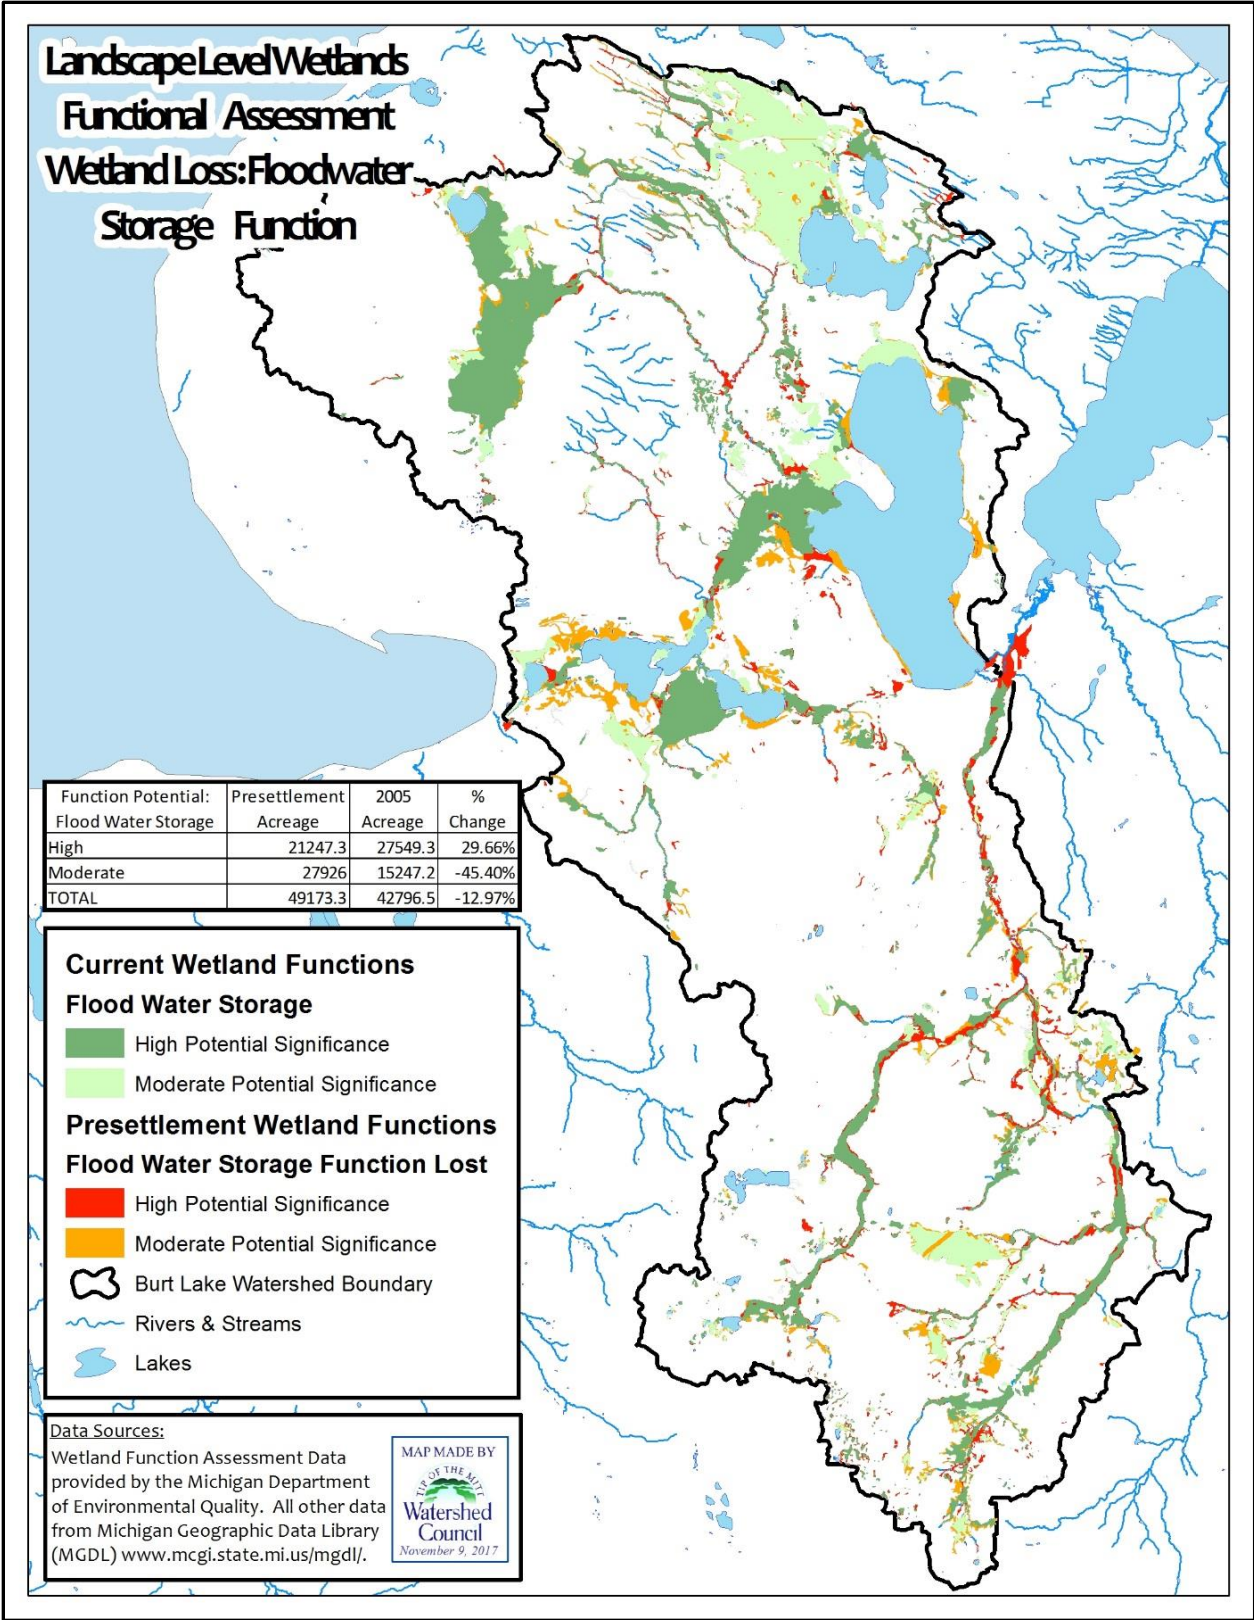 Landscape Level Wetlands
Functional Assessment
Wetland Loss: Floodwater
Storage Function
Function Potential: Flood Water Storage | Presettlement Acreage | 2005 Acreage | % Change
High 21247.3 27549.3 29.66%
Moderate 27926 15247.2 -45.40%
TOTAL 49173.3 42796.5 -12.97%
Current Wetland Functions
Flood Water Storage
High Potential Significance
Moderate Potential Significance
Presettlement Wetland Functions
Flood Water Storage Function Lost
High Potential Significance
Moderate Potential Significance
Burt Lake Watershed Boundary
Rivers & Streams
Lakes
Data Sources:
Wetland Function Assessment Data
provided by the Michigan Department
of Environmental Quality. All other data
from Michigan Geographic Data Library
(MGDL) www.mcgi.state.mi.us/mgdl/.
MAP MADE BY
TIP OF THE MITT
Watershed
Council
November 9, 2017